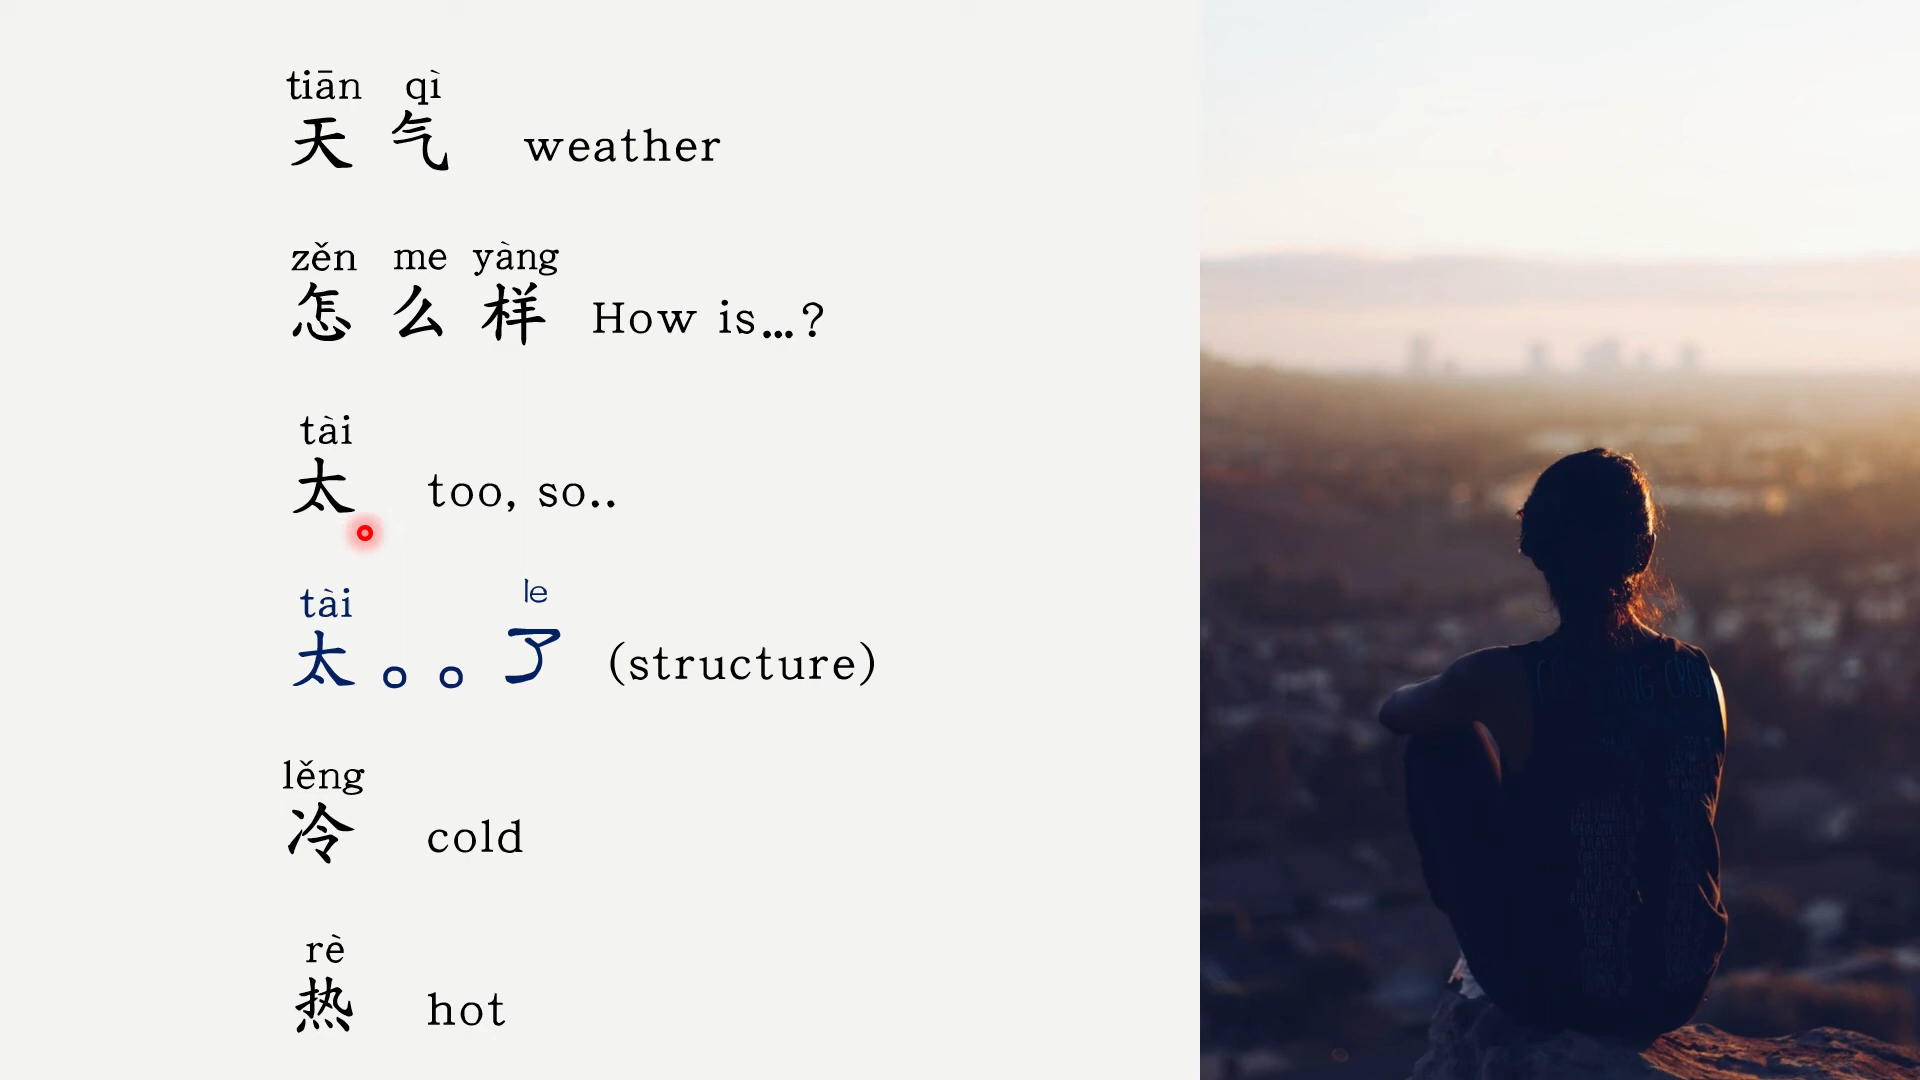 tiān qì
天 气 weather
zěn me yàng
怎 么 样 How is...?
tài
太 too, so..
tài le
太 。 。 了 (structure)
lěng
冷 cold
rè
热 hot